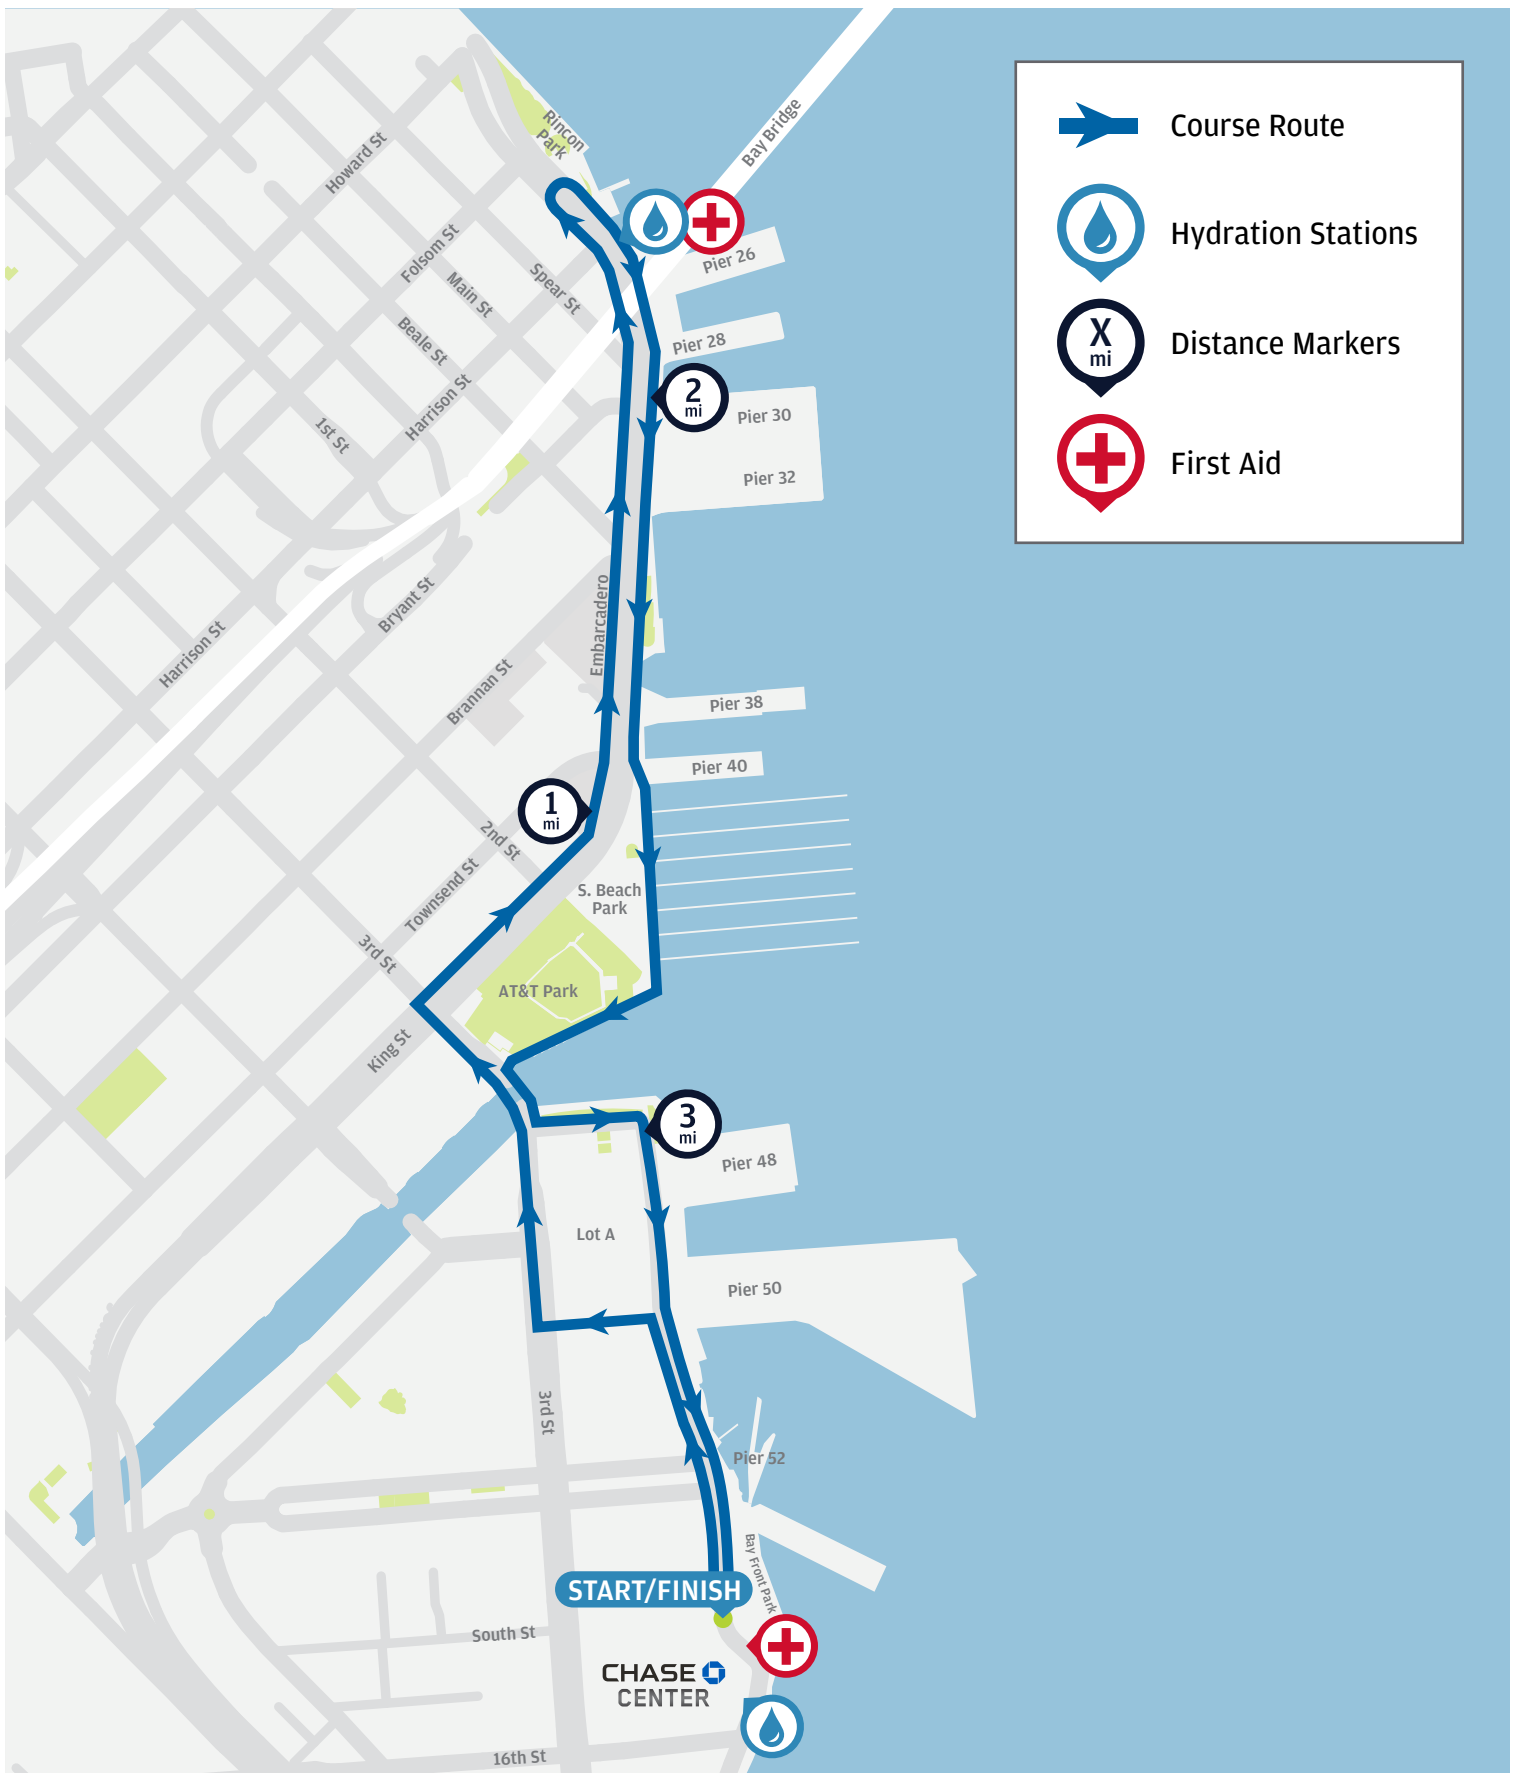 Course Route
Hydration Stations
X
mi
Distance Markers
First Aid
Rincon
Park
Bay Bridge
Howard St
Folsom St
Spear St
Main St
Beale St
Harrison St
1st St
Pier 26
Pier 28
2
mi
Pier 30
Pier 32
Bryant St
Embarcadero
Harrison St
Brannan St
Pier 38
Pier 40
1
mi
2nd St
Townsend St
S. Beach
Park
3rd St
AT&T Park
King St
3
mi
Pier 48
Lot A
Pier 50
3rd St
Pier 52
Bay Front Park
START/FINISH
South St
CHASE
CENTER
16th St